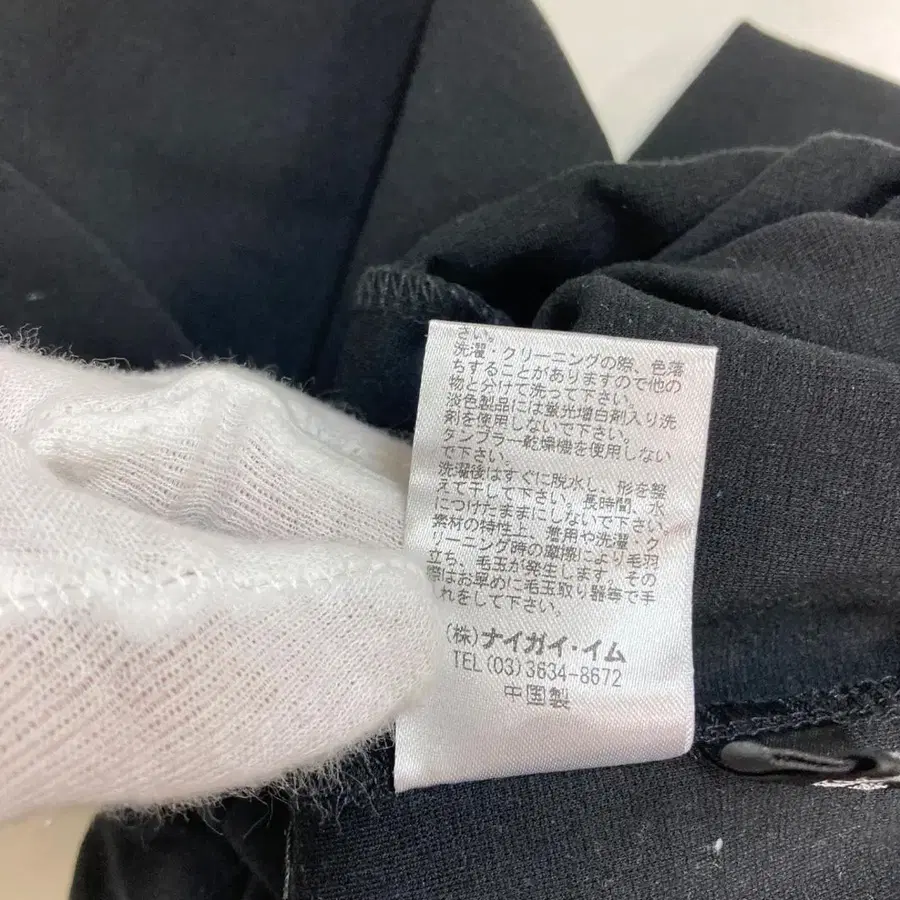 さい。
洗濯・クリーニングの際、色落
ちすることがありますので他の
物と分けて洗って下さい。
淡色製品には蛍光増白剤入り洗
剤を使用しないで下さい。
タンブラー乾燥機を使用しない
で下さい。
洗濯後はすぐに脱水し、形を整
えて干して下さい。長時間、水
につけたままにしないで下さい。
素材の特性上、着用や洗濯、ク
リーニング時の摩擦により毛羽
立ち、毛玉が発生します。その
際はお早めに毛玉取り器等で手
入れをして下さい。
(株)ナイガイ・イム
TEL(03)3634-8672
中国製